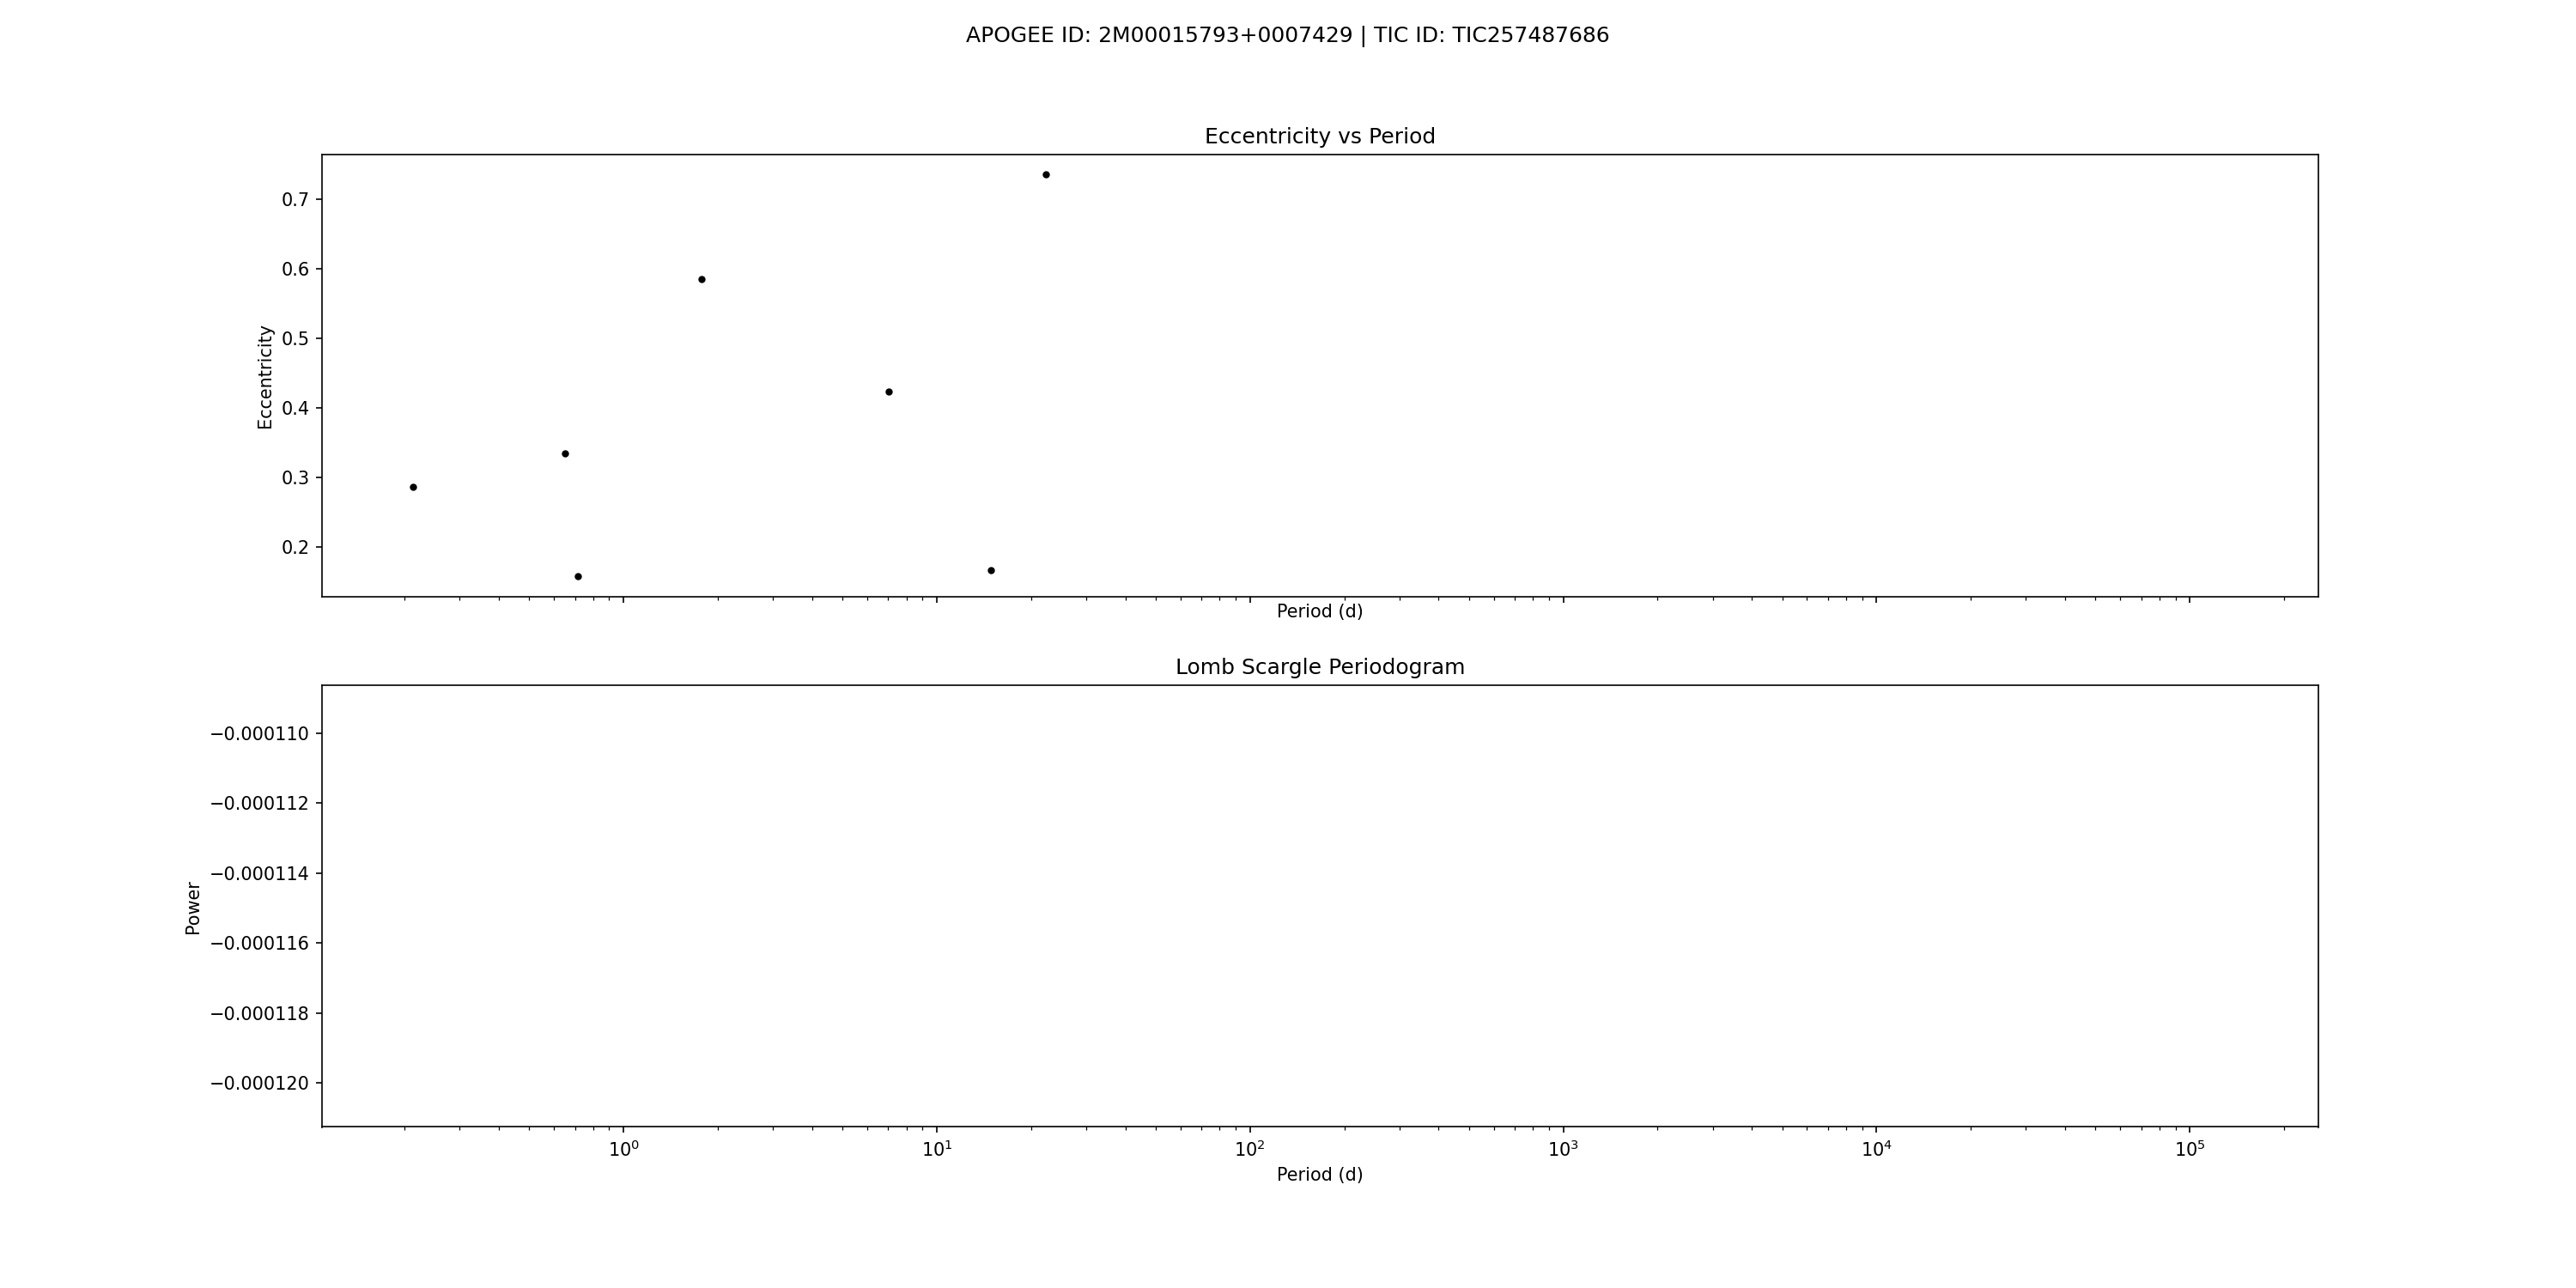 APOGEE ID: 2M00015793+0007429 | TIC ID: TIC257487686
Eccentricity vs Period
Eccentricity
0.7
0.6
0.5
0.4
0.3
0.2
Period (d)
Lomb Scargle Periodogram
Power
−0.000110
−0.000112
−0.000114
−0.000116
−0.000118
−0.000120
10⁰ 10¹ 10² 10³ 10⁴ 10⁵
Period (d)